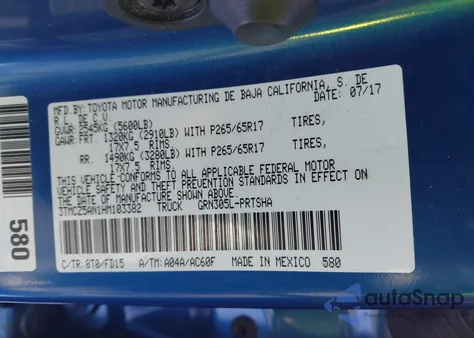 MFD.BY: TOYOTA MOTOR MANUFACTURING DE BAJA CALIFORNIA, S. DE
R.L. DE C.V. DATE: 07/17
GVWR: 2545KG (5600LB)
GAWR: FRT. 1320KG (2910LB) WITH P265/65R17 TIRES,
17X7.5 RIMS
RR. 1490KG (3280LB) WITH P265/65R17 TIRES,
17X7.5 RIMS
THIS VEHICLE CONFORMS TO ALL APPLICABLE FEDERAL MOTOR
VEHICLE SAFETY AND THEFT PREVENTION STANDARDS IN EFFECT ON
THE DATE OF MANUFACTURE SHOWN ABOVE.
3TMCZ5AN1HM103382 TRUCK GRN305L-PRTSHA
C/TR: 8T0/FD15 A/TM: A04A/AC60F MADE IN MEXICO 580
580
autoSnap